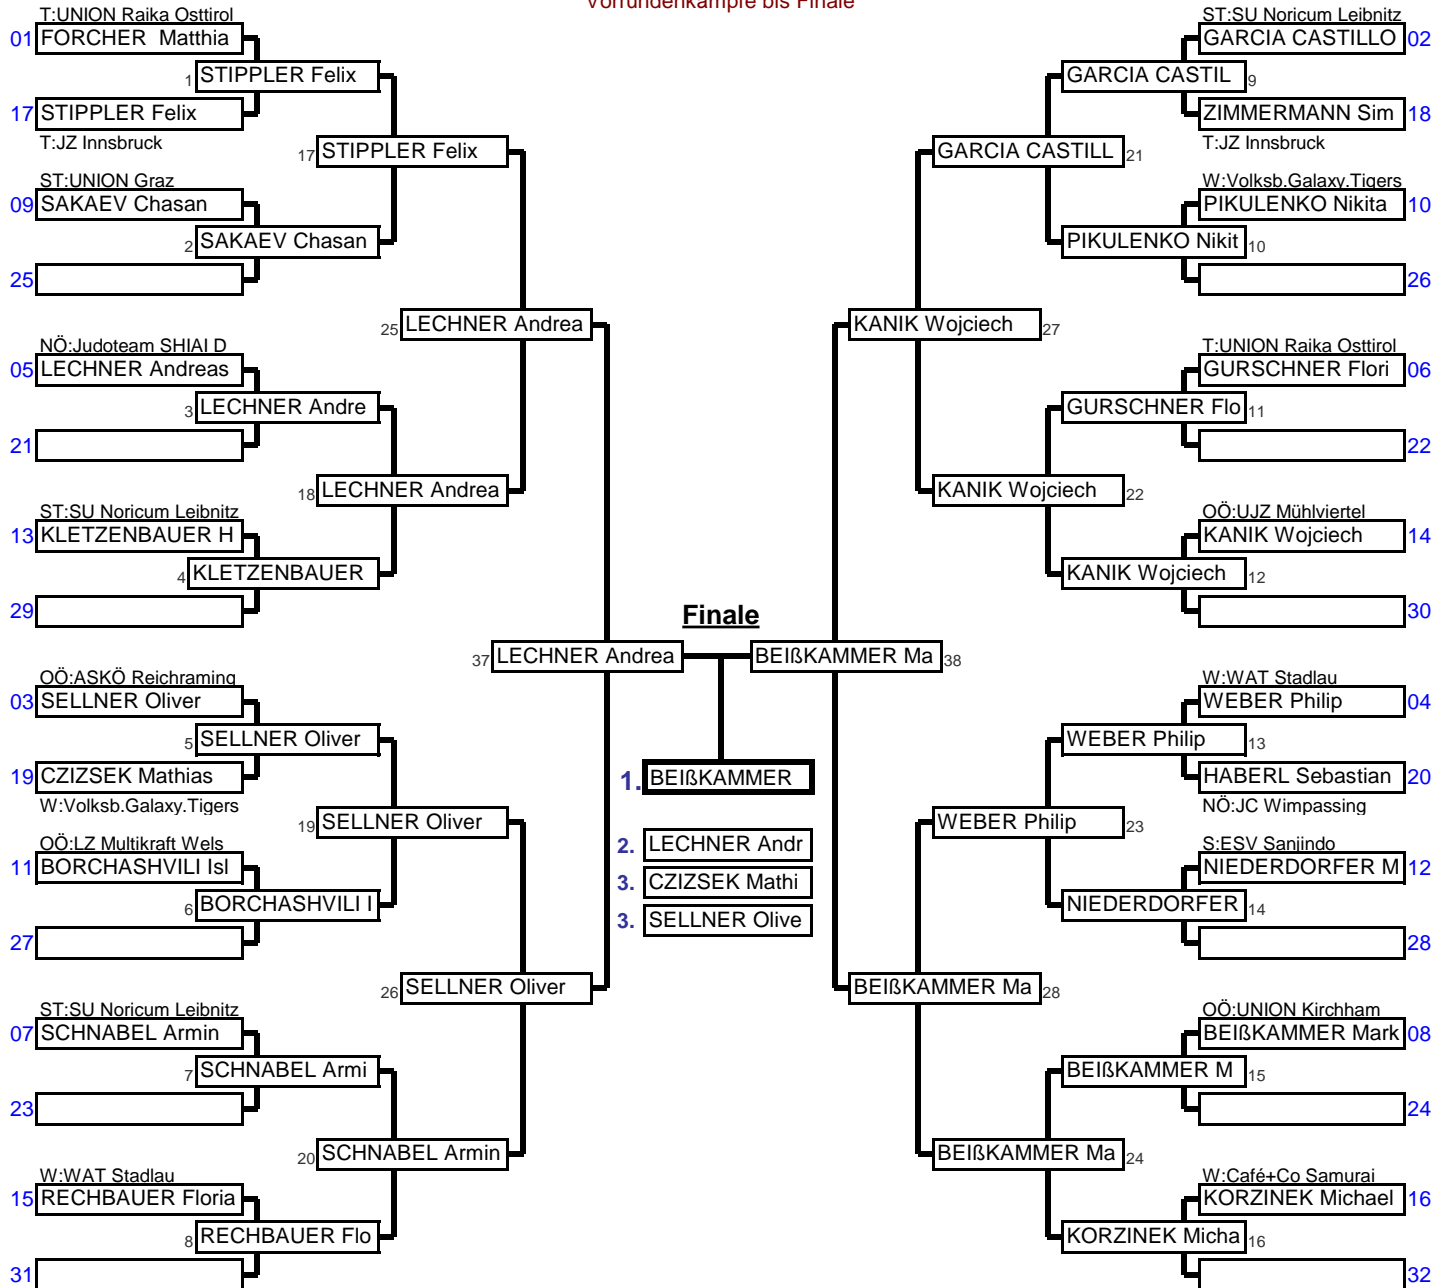 Vorrundenkämpfe bis Finale
T:UNION Raika Osttirol
01 FORCHER Matthia
1 STIPPLER Felix
17 STIPPLER Felix
T:JZ Innsbruck
17 STIPPLER Felix
ST:UNION Graz
09 SAKAEV Chasan
2 SAKAEV Chasan
25
25 LECHNER Andrea
NÖ:Judoteam SHIAI D
05 LECHNER Andreas
3 LECHNER Andre
21
18 LECHNER Andrea
ST:SU Noricum Leibnitz
13 KLETZENBAUER H
4 KLETZENBAUER
29
37 LECHNER Andrea
OÖ:ASKÖ Reichraming
03 SELLNER Oliver
5 SELLNER Oliver
19 CZIZSEK Mathias
W:Volksb.Galaxy.Tigers
19 SELLNER Oliver
OÖ:LZ Multikraft Wels
11 BORCHASHVILI Isl
6 BORCHASHVILI I
27
26 SELLNER Oliver
ST:SU Noricum Leibnitz
07 SCHNABEL Armin
7 SCHNABEL Armi
23
20 SCHNABEL Armin
W:WAT Stadlau
15 RECHBAUER Floria
8 RECHBAUER Flo
31
Finale
1. BEIßKAMMER
2. LECHNER Andr
3. CZIZSEK Mathi
3. SELLNER Olive
ST:SU Noricum Leibnitz
GARCIA CASTILLO 02
GARCIA CASTIL 9
ZIMMERMANN Sim 18
T:JZ Innsbruck
GARCIA CASTILL 21
W:Volksb.Galaxy.Tigers
PIKULENKO Nikita 10
PIKULENKO Nikit 10
26
KANIK Wojciech 27
T:UNION Raika Osttirol
GURSCHNER Flori 06
GURSCHNER Flo 11
22
KANIK Wojciech 22
OÖ:UJZ Mühlviertel
KANIK Wojciech 14
KANIK Wojciech 12
30
BEIßKAMMER Ma 38
W:WAT Stadlau
WEBER Philip 04
WEBER Philip 13
HABERL Sebastian 20
NÖ:JC Wimpassing
WEBER Philip 23
S:ESV Sanjindo
NIEDERDORFER M 12
NIEDERDORFER 14
28
BEIßKAMMER Ma 28
OÖ:UNION Kirchham
BEIßKAMMER Mark 08
BEIßKAMMER M 15
24
BEIßKAMMER Ma 24
W:Café+Co Samurai
KORZINEK Michael 16
KORZINEK Micha 16
32